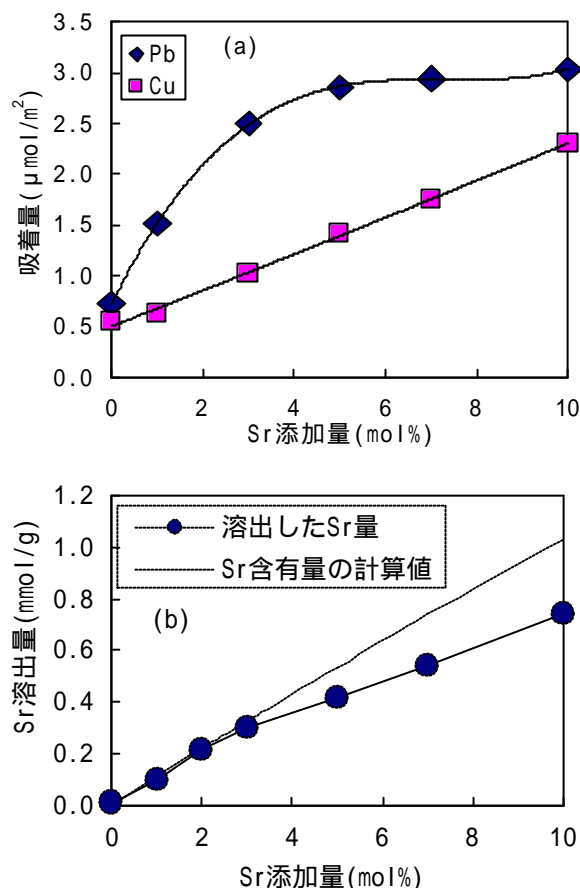 (a)
Pb
Cu
吸着量(μmol/m²)
3.5
3.0
2.5
2.0
1.5
1.0
0.5
0.0
0 2 4 6 8 10
Sr添加量(mol%)
(b)
溶出したSr量
Sr含有量の計算値
Sr溶出量(mmol/g)
1.2
1.0
0.8
0.6
0.4
0.2
0.0
0 2 4 6 8 10
Sr添加量(mol%)